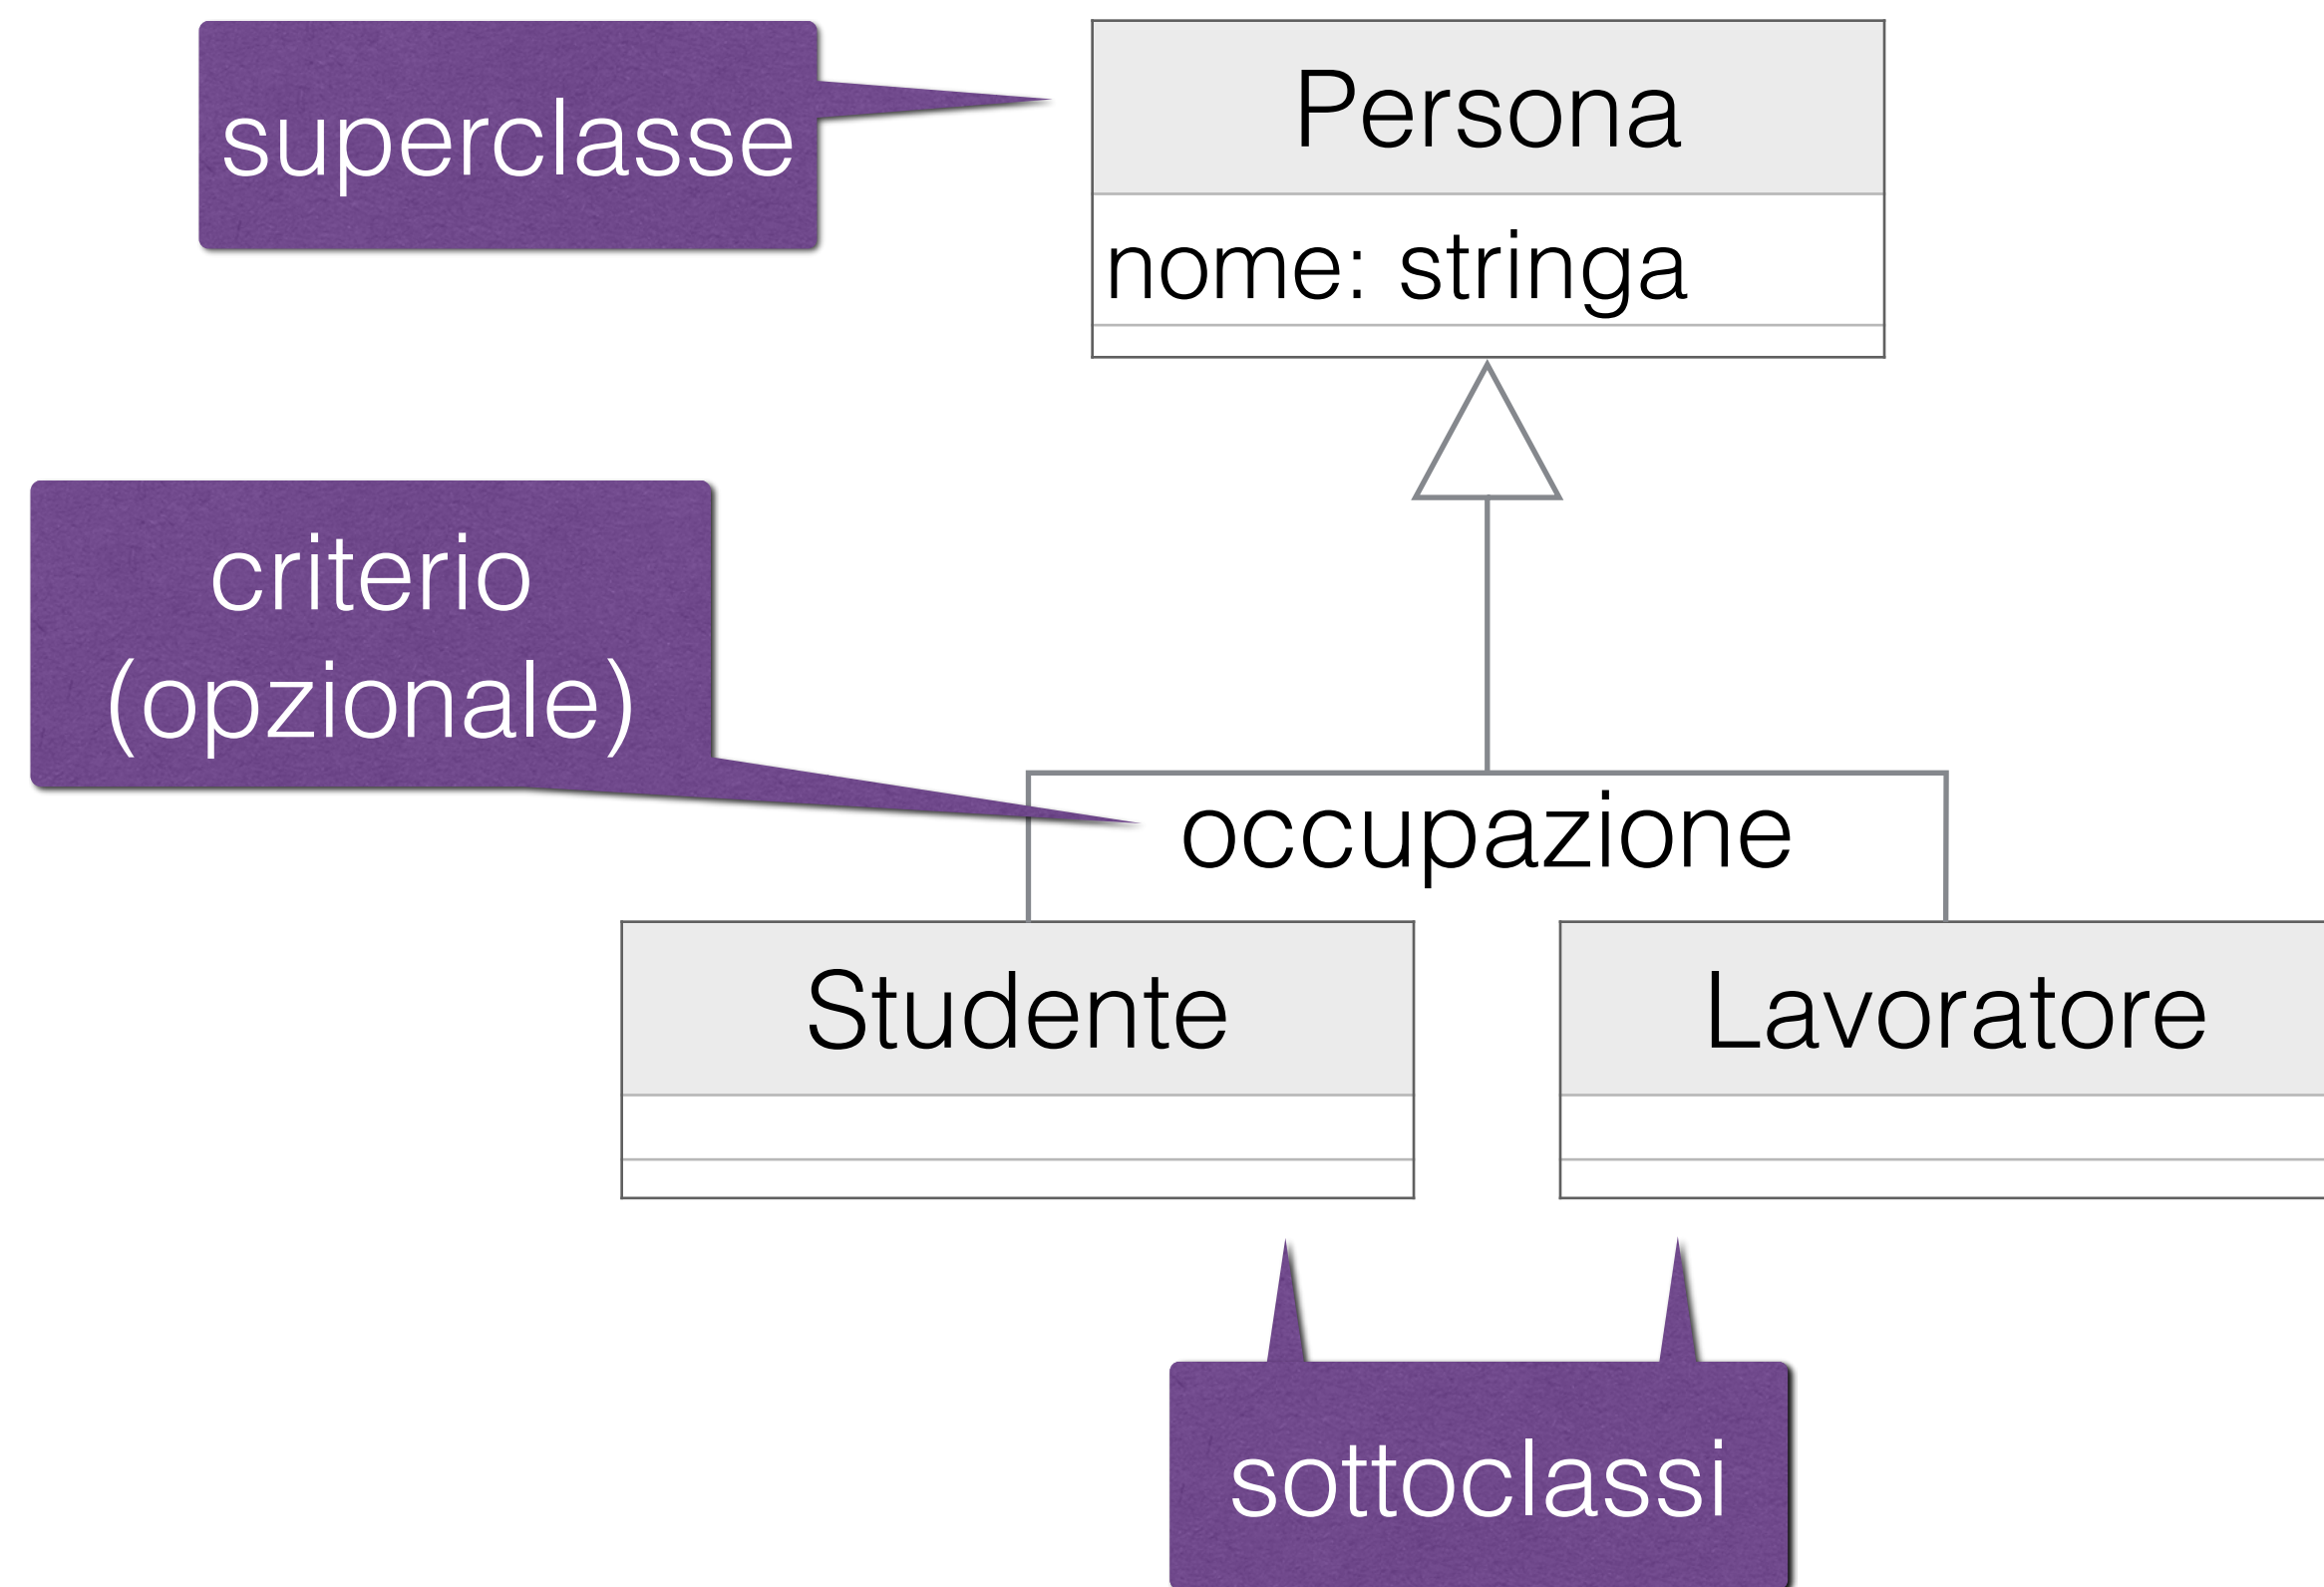 superclasse
Persona
nome: stringa
criterio
(opzionale)
occupazione
Studente
Lavoratore
sottoclassi